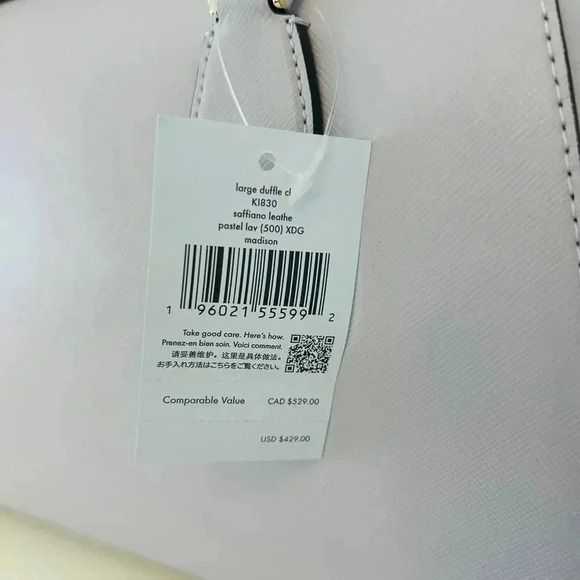 large duffle cl
KI830
saffiano leathe
pastel lav (500) XDG
madison
1 96021 55599 2
Take good care. Here's how.
Prenez-en bien soin. Voici comment.
请妥善维护。这里是具体做法。
お手入れ方法はこちらをご覧ください。
Comparable Value CAD $529.00
USD $429.00